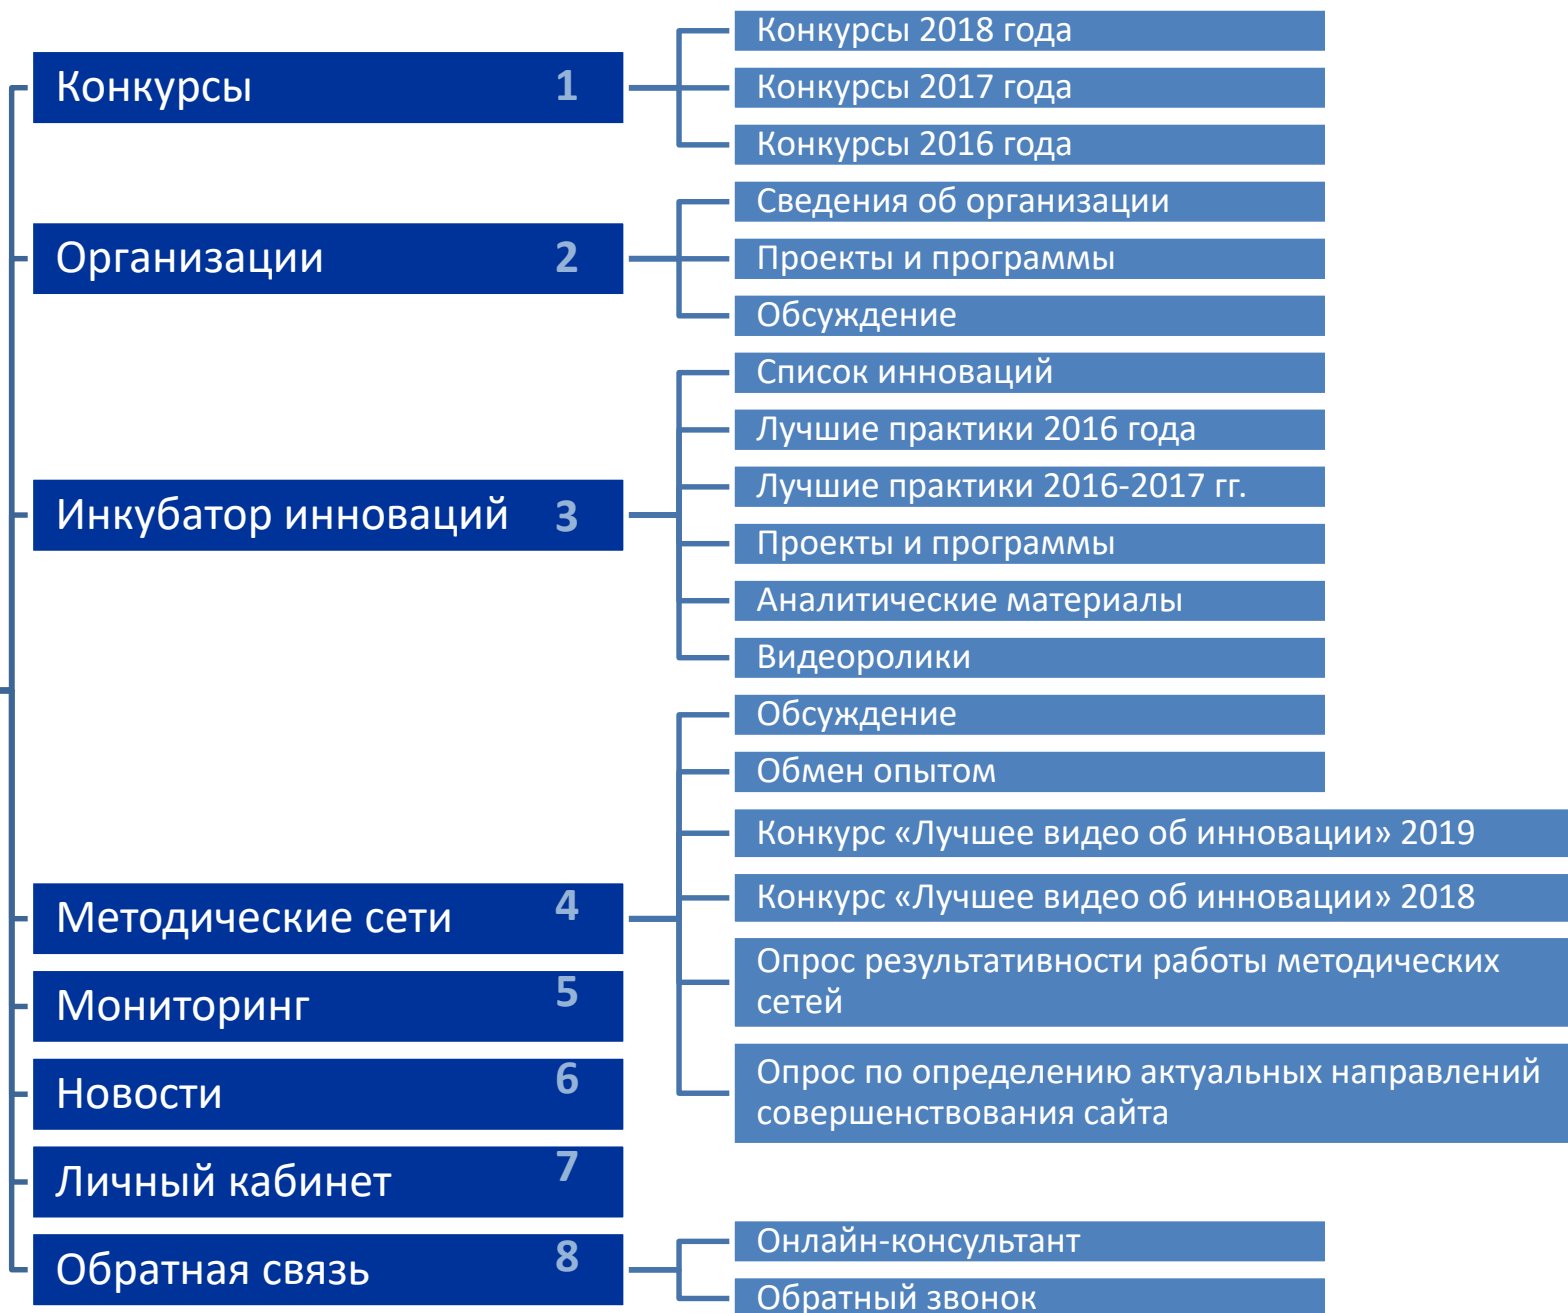 Конкурсы 1
Конкурсы 2018 года
Конкурсы 2017 года
Конкурсы 2016 года
Организации 2
Сведения об организации
Проекты и программы
Обсуждение
Инкубатор инноваций 3
Список инноваций
Лучшие практики 2016 года
Лучшие практики 2016-2017 гг.
Проекты и программы
Аналитические материалы
Видеоролики
Методические сети 4
Обсуждение
Обмен опытом
Конкурс «Лучшее видео об инновации» 2019
Конкурс «Лучшее видео об инновации» 2018
Опрос результативности работы методических
сетей
Опрос по определению актуальных направлений
совершенствования сайта
Мониторинг 5
Новости 6
Личный кабинет 7
Обратная связь 8
Онлайн-консультант
Обратный звонок